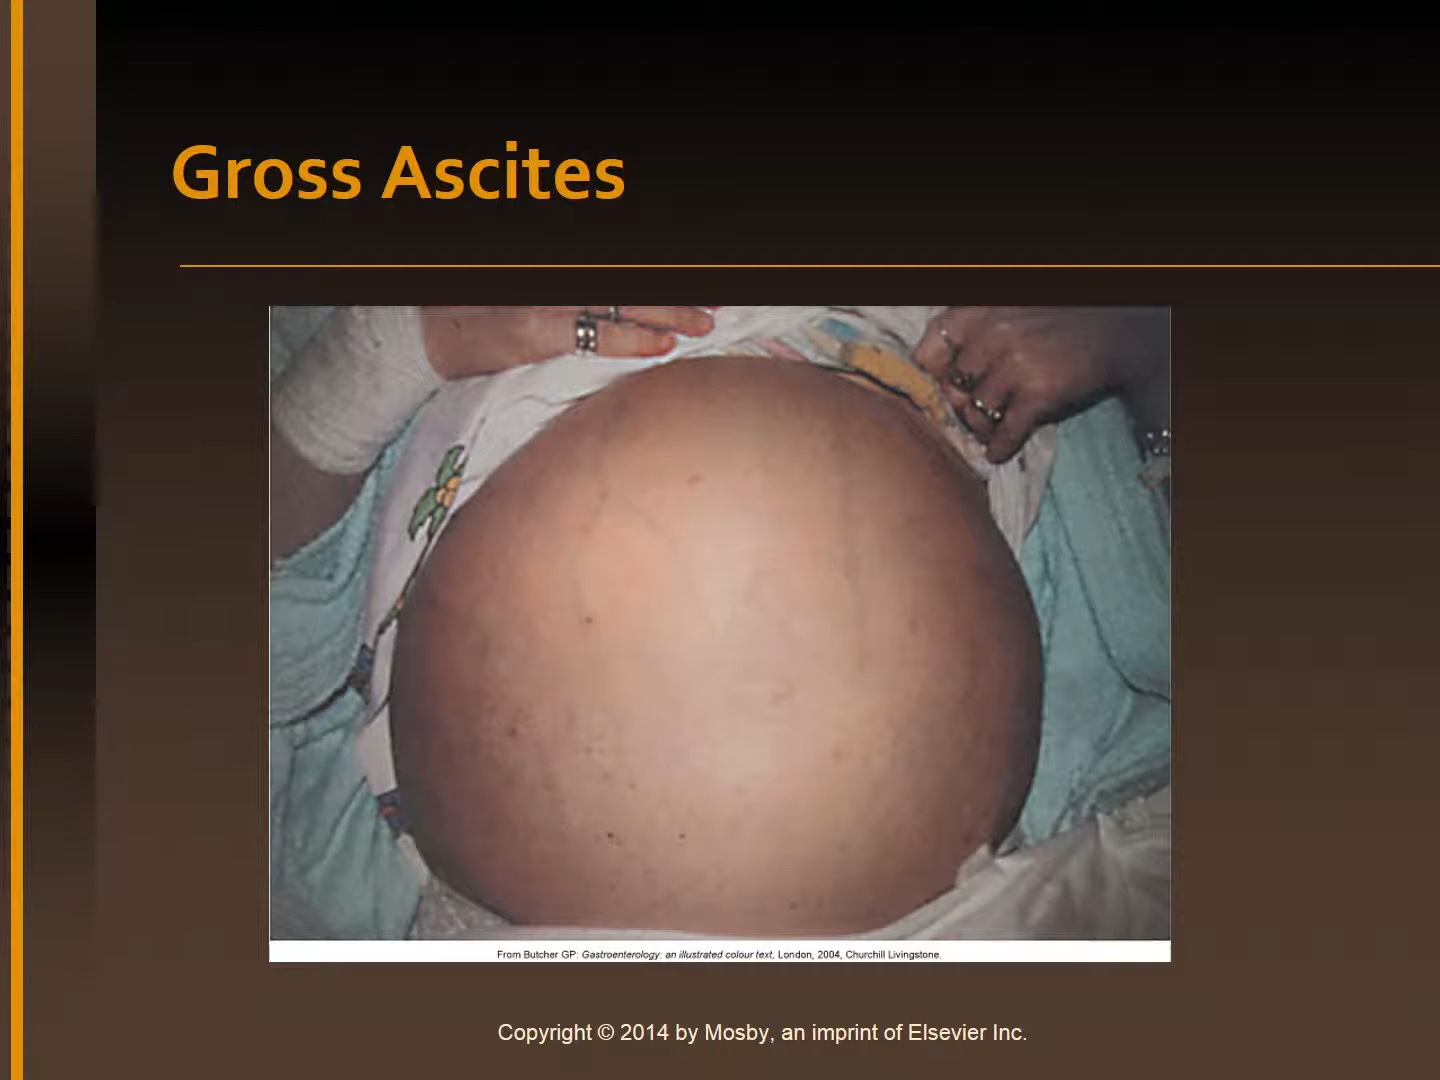 Gross Ascites
From Butcher GP: Gastroenterology: an illustrated colour text, London, 2004, Churchill Livingstone.
Copyright © 2014 by Mosby, an imprint of Elsevier Inc.